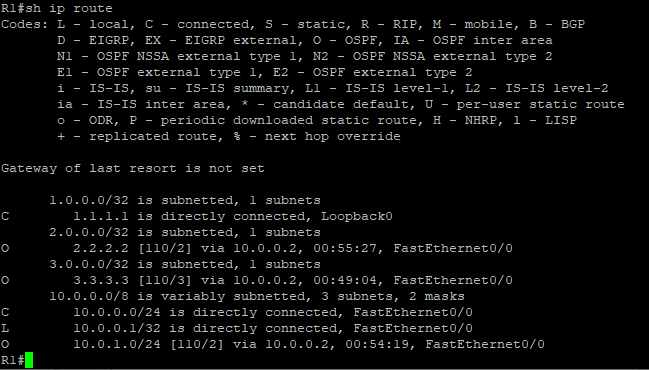 R1#sh ip route
Codes: L - local, C - connected, S - static, R - RIP, M - mobile, B - BGP
       D - EIGRP, EX - EIGRP external, O - OSPF, IA - OSPF inter area
       N1 - OSPF NSSA external type 1, N2 - OSPF NSSA external type 2
       E1 - OSPF external type 1, E2 - OSPF external type 2
       i - IS-IS, su - IS-IS summary, L1 - IS-IS level-1, L2 - IS-IS level-2
       ia - IS-IS inter area, * - candidate default, U - per-user static route
       o - ODR, P - periodic downloaded static route, H - NHRP, l - LISP
       + - replicated route, % - next hop override

Gateway of last resort is not set

      1.0.0.0/32 is subnetted, 1 subnets
C        1.1.1.1 is directly connected, Loopback0
      2.0.0.0/32 is subnetted, 1 subnets
O        2.2.2.2 [110/2] via 10.0.0.2, 00:55:27, FastEthernet0/0
      3.0.0.0/32 is subnetted, 1 subnets
O        3.3.3.3 [110/3] via 10.0.0.2, 00:49:04, FastEthernet0/0
      10.0.0.0/8 is variably subnetted, 3 subnets, 2 masks
C        10.0.0.0/24 is directly connected, FastEthernet0/0
L        10.0.0.1/32 is directly connected, FastEthernet0/0
O        10.0.1.0/24 [110/2] via 10.0.0.2, 00:54:19, FastEthernet0/0
R1#